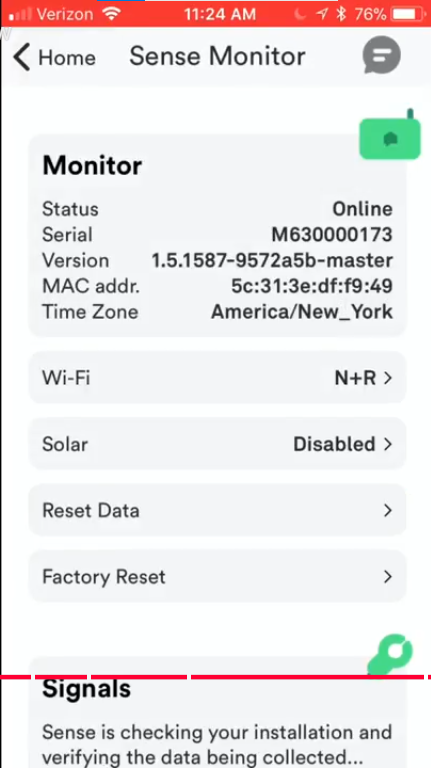 Verizon 11:24 AM 76%
Home Sense Monitor
Monitor
Status Online
Serial M630000173
Version 1.5.1587-9572a5b-master
MAC addr. 5c:31:3e:df:f9:49
Time Zone America/New_York
Wi-Fi N+R
Solar Disabled
Reset Data
Factory Reset
Signals
Sense is checking your installation and
verifying the data being collected...